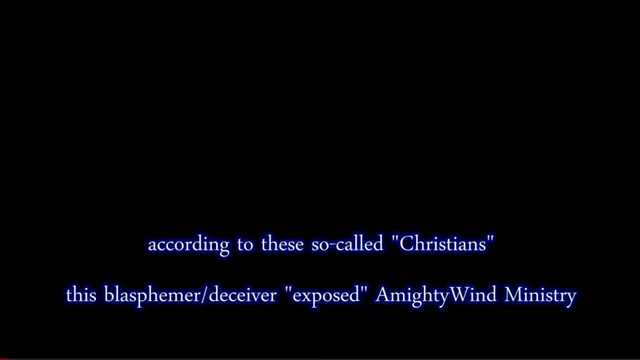 according to these so-called "Christians"
this blasphemer/deceiver "exposed" AmightyWind Ministry